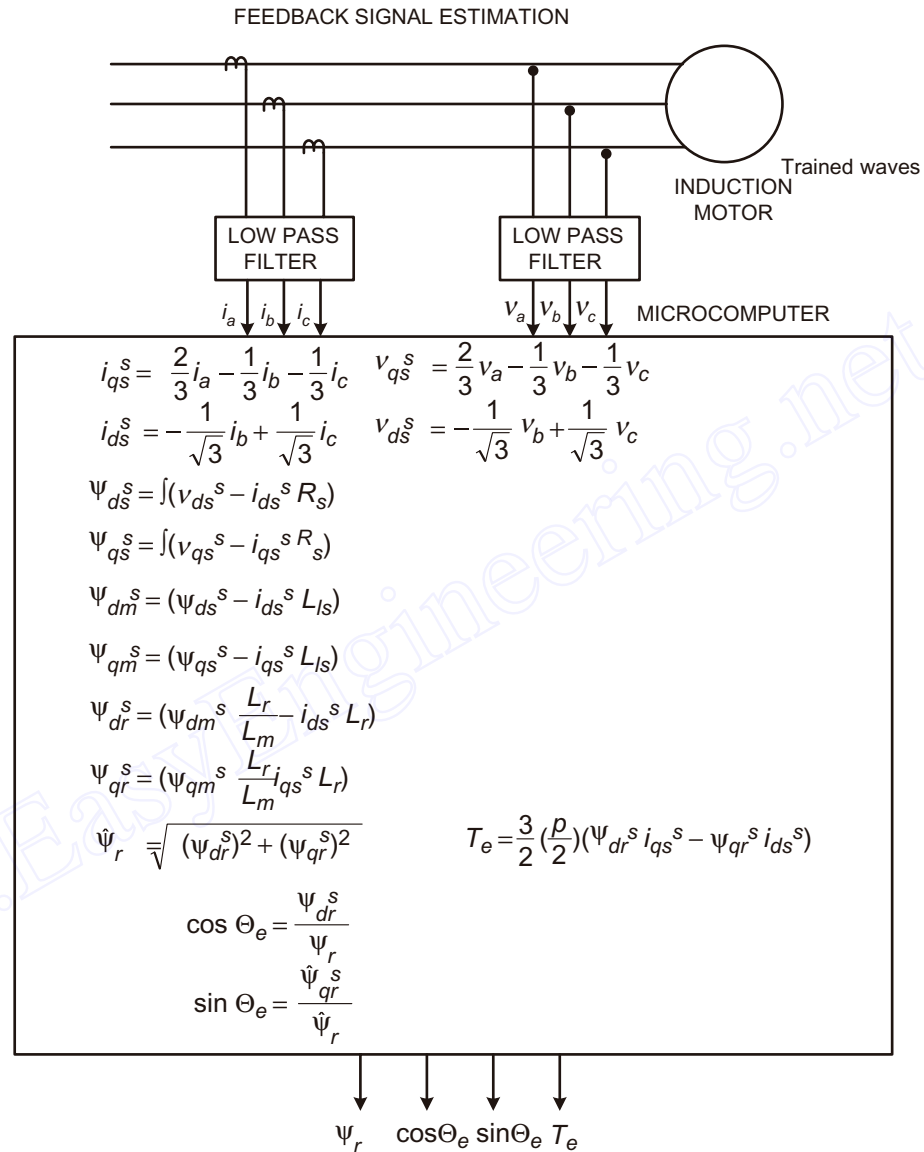 FEEDBACK SIGNAL ESTIMATION
Trained waves
INDUCTION
MOTOR
LOW PASS
FILTER
LOW PASS
FILTER
i_a i_b i_c
v_a v_b v_c
MICROCOMPUTER
i_qs^s = 2/3 i_a − 1/3 i_b − 1/3 i_c
v_qs^s = 2/3 v_a − 1/3 v_b − 1/3 v_c
i_ds^s = − 1/√3 i_b + 1/√3 i_c
v_ds^s = − 1/√3 v_b + 1/√3 v_c
ψ_ds^s = ∫(v_ds^s − i_ds^s R_s)
ψ_qs^s = ∫(v_qs^s − i_qs^s R_s)
ψ_dm^s = (ψ_ds^s − i_ds^s L_ls)
ψ_qm^s = (ψ_qs^s − i_qs^s L_ls)
ψ_dr^s = (ψ_dm^s L_r/L_m − i_ds^s L_r)
ψ_qr^s = (ψ_qm^s L_r/L_m i_qs^s L_r)
ψ̂_r = √(ψ_dr^s)² + (ψ_qr^s)²
T_e = 3/2 (p/2)(ψ_dr^s i_qs^s − ψ_qr^s i_ds^s)
cos Θ_e = ψ_dr^s/ψ_r
sin Θ_e = ψ̂_qr^s/ψ̂_r
ψ_r cosΘ_e sinΘ_e T_e
.EasyEngineering.net